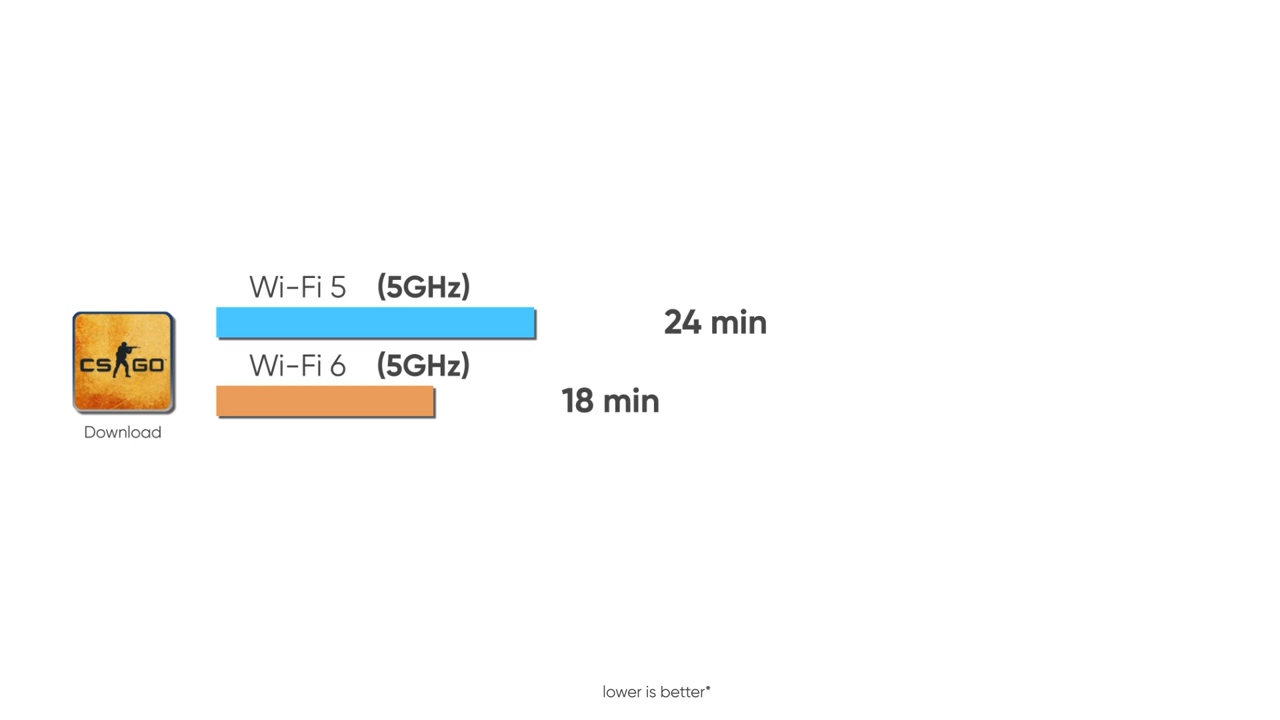 Wi-Fi 5 (5GHz)
24 min
Wi-Fi 6 (5GHz)
18 min
CS GO
Download
lower is better*